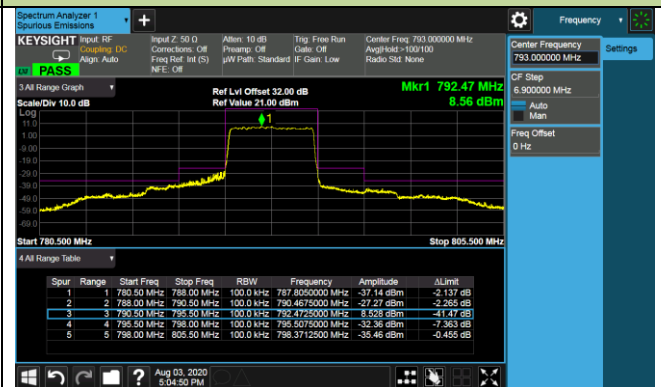 Spectrum Analyzer 1
Spurious Emissions
Frequency
KEYSIGHT Input: RF
Coupling: DC
Align: Auto
Input Z: 50 Ω
Corrections: Off
Freq Ref: Int (S)
NFE: Off
Atten: 10 dB
Preamp: Off
µW Path: Standard
Trig: Free Run
Gate: Off
IF Gain: Low
Center Freq: 793.000000 MHz
Avg|Hold:>100/100
Radio Std: None
PASS
Center Frequency
793.000000 MHz
Settings
CF Step
6.900000 MHz
Auto
Man
Freq Offset
0 Hz
3 All Range Graph
Scale/Div 10.0 dB
Ref Lvl Offset 32.00 dB
Ref Value 21.00 dBm
Mkr1 792.47 MHz
8.56 dBm
Log
11.0
1.00
-9.00
-19.0
-29.0
-39.0
-49.0
-59.0
-69.0
1
Start 780.500 MHz
Stop 805.500 MHz
4 All Range Table
Spur Range Start Freq Stop Freq RBW Frequency Amplitude ΔLimit
1 1 780.50 MHz 788.00 MHz 100.0 kHz 787.8050000 MHz -37.14 dBm -2.137 dB
2 2 788.00 MHz 790.50 MHz 100.0 kHz 790.4675000 MHz -27.27 dBm -2.265 dB
3 3 790.50 MHz 795.50 MHz 100.0 kHz 792.4725000 MHz 8.528 dBm -41.47 dB
4 4 795.50 MHz 798.00 MHz 100.0 kHz 795.5075000 MHz -32.36 dBm -7.363 dB
5 5 798.00 MHz 805.50 MHz 100.0 kHz 798.3712500 MHz -35.46 dBm -0.455 dB
Aug 03, 2020
5:04:50 PM